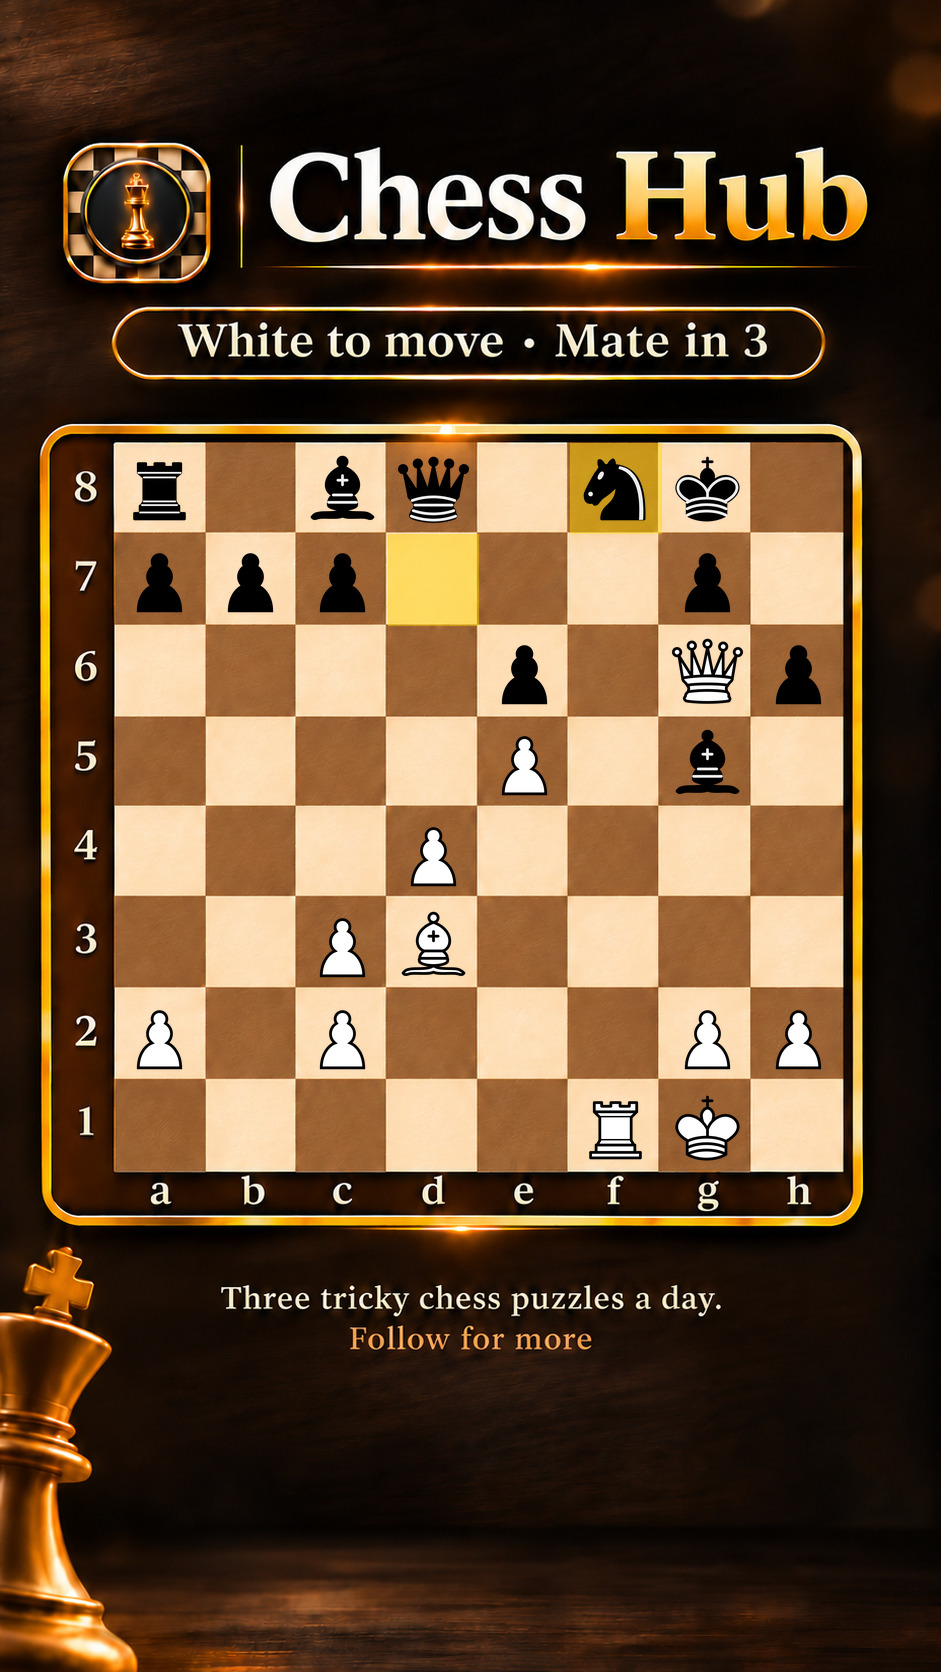 Chess Hub
White to move • Mate in 3
8
7
6
5
4
3
2
1
a b c d e f g h
Three tricky chess puzzles a day.
Follow for more